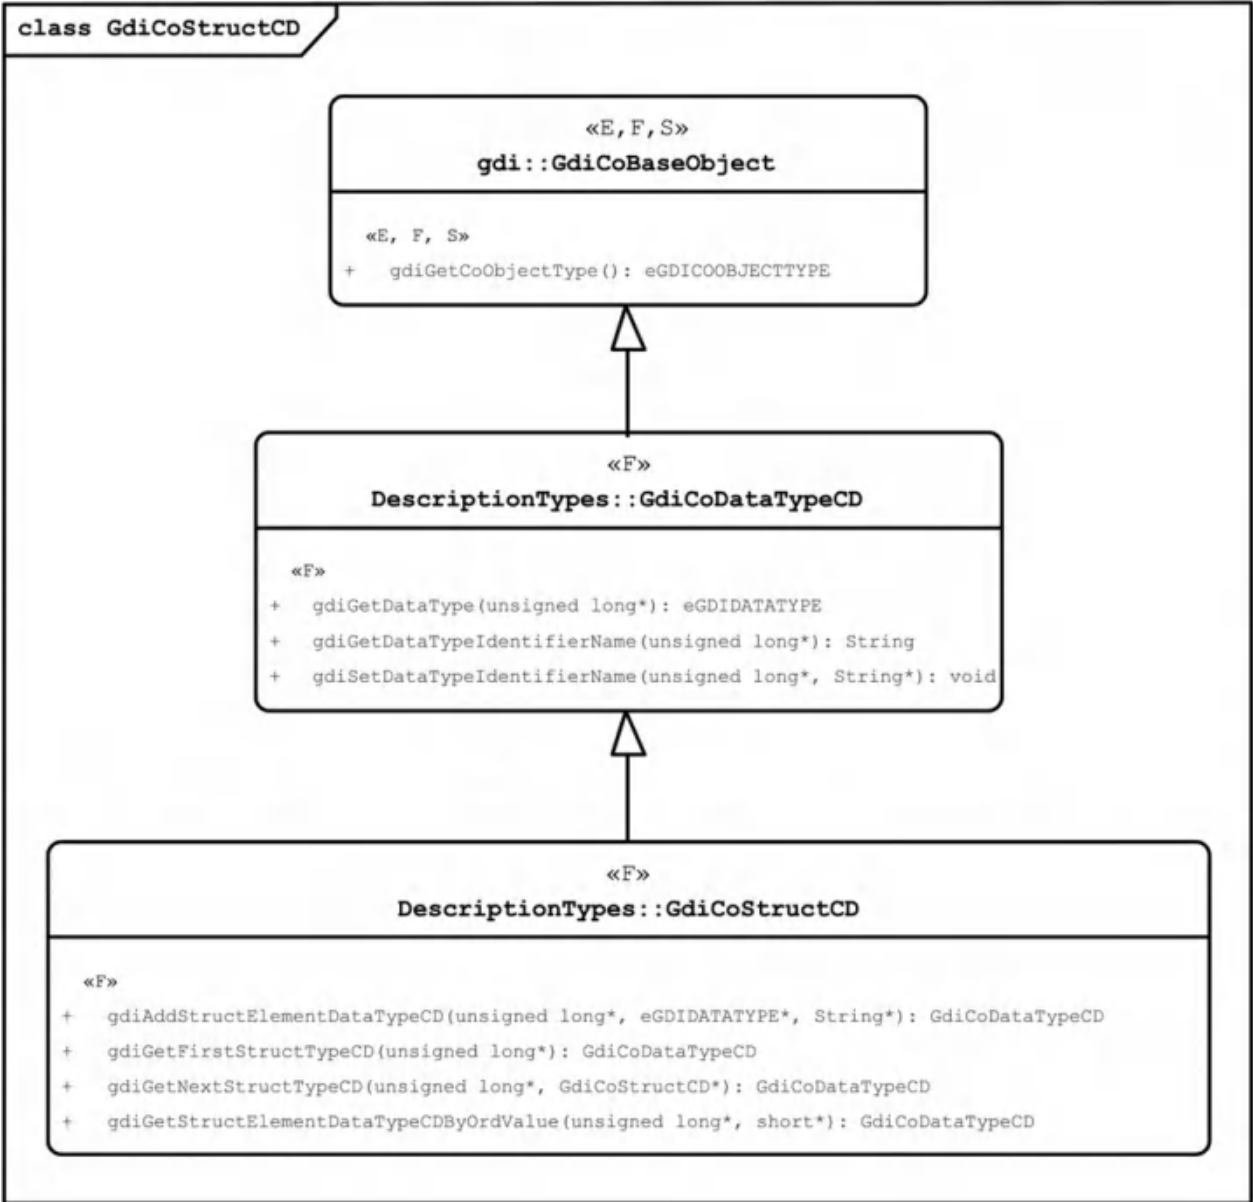 class GdiCoStructCD
«E,F,S»
gdi::GdiCoBaseObject
«E, F, S»
+ gdiGetCoObjectType(): eGDICOOBJECTTYPE
«F»
DescriptionTypes::GdiCoDataTypeCD
«F»
+ gdiGetDataType(unsigned long*): eGDIDATATYPE
+ gdiGetDataTypeIdentifierName(unsigned long*): String
+ gdiSetDataTypeIdentifierName(unsigned long*, String*): void
«F»
DescriptionTypes::GdiCoStructCD
«F»
+ gdiAddStructElementDataTypeCD(unsigned long*, eGDIDATATYPE*, String*): GdiCoDataTypeCD
+ gdiGetFirstStructTypeCD(unsigned long*): GdiCoDataTypeCD
+ gdiGetNextStructTypeCD(unsigned long*, GdiCoStructCD*): GdiCoDataTypeCD
+ gdiGetStructElementDataTypeCDByOrdValue(unsigned long*, short*): GdiCoDataTypeCD